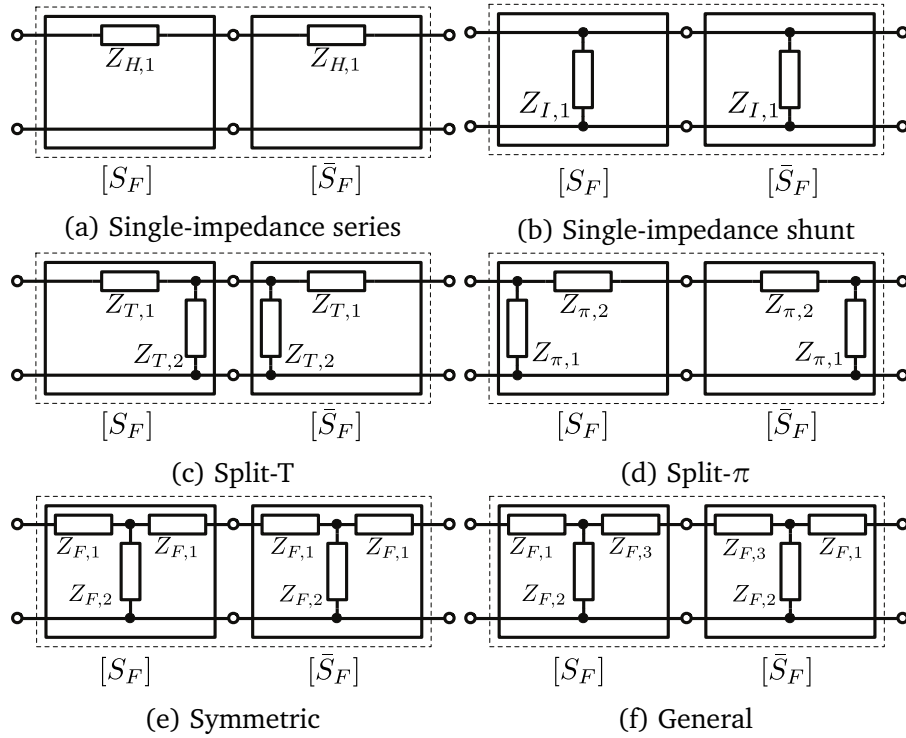 $Z_{H,1}$ $Z_{H,1}$
$[S_F]$ $[\bar{S}_F]$
(a) Single-impedance series
$Z_{I,1}$ $Z_{I,1}$
$[S_F]$ $[\bar{S}_F]$
(b) Single-impedance shunt
$Z_{T,1}$ $Z_{T,1}$
$Z_{T,2}$ $Z_{T,2}$
$[S_F]$ $[\bar{S}_F]$
(c) Split-T
$Z_{\pi,2}$ $Z_{\pi,2}$
$Z_{\pi,1}$ $Z_{\pi,1}$
$[S_F]$ $[\bar{S}_F]$
(d) Split-π
$Z_{F,1}$ $Z_{F,1}$ $Z_{F,1}$ $Z_{F,1}$
$Z_{F,2}$ $Z_{F,2}$
$[S_F]$ $[\bar{S}_F]$
(e) Symmetric
$Z_{F,1}$ $Z_{F,3}$ $Z_{F,3}$ $Z_{F,1}$
$Z_{F,2}$ $Z_{F,2}$
$[S_F]$ $[\bar{S}_F]$
(f) General